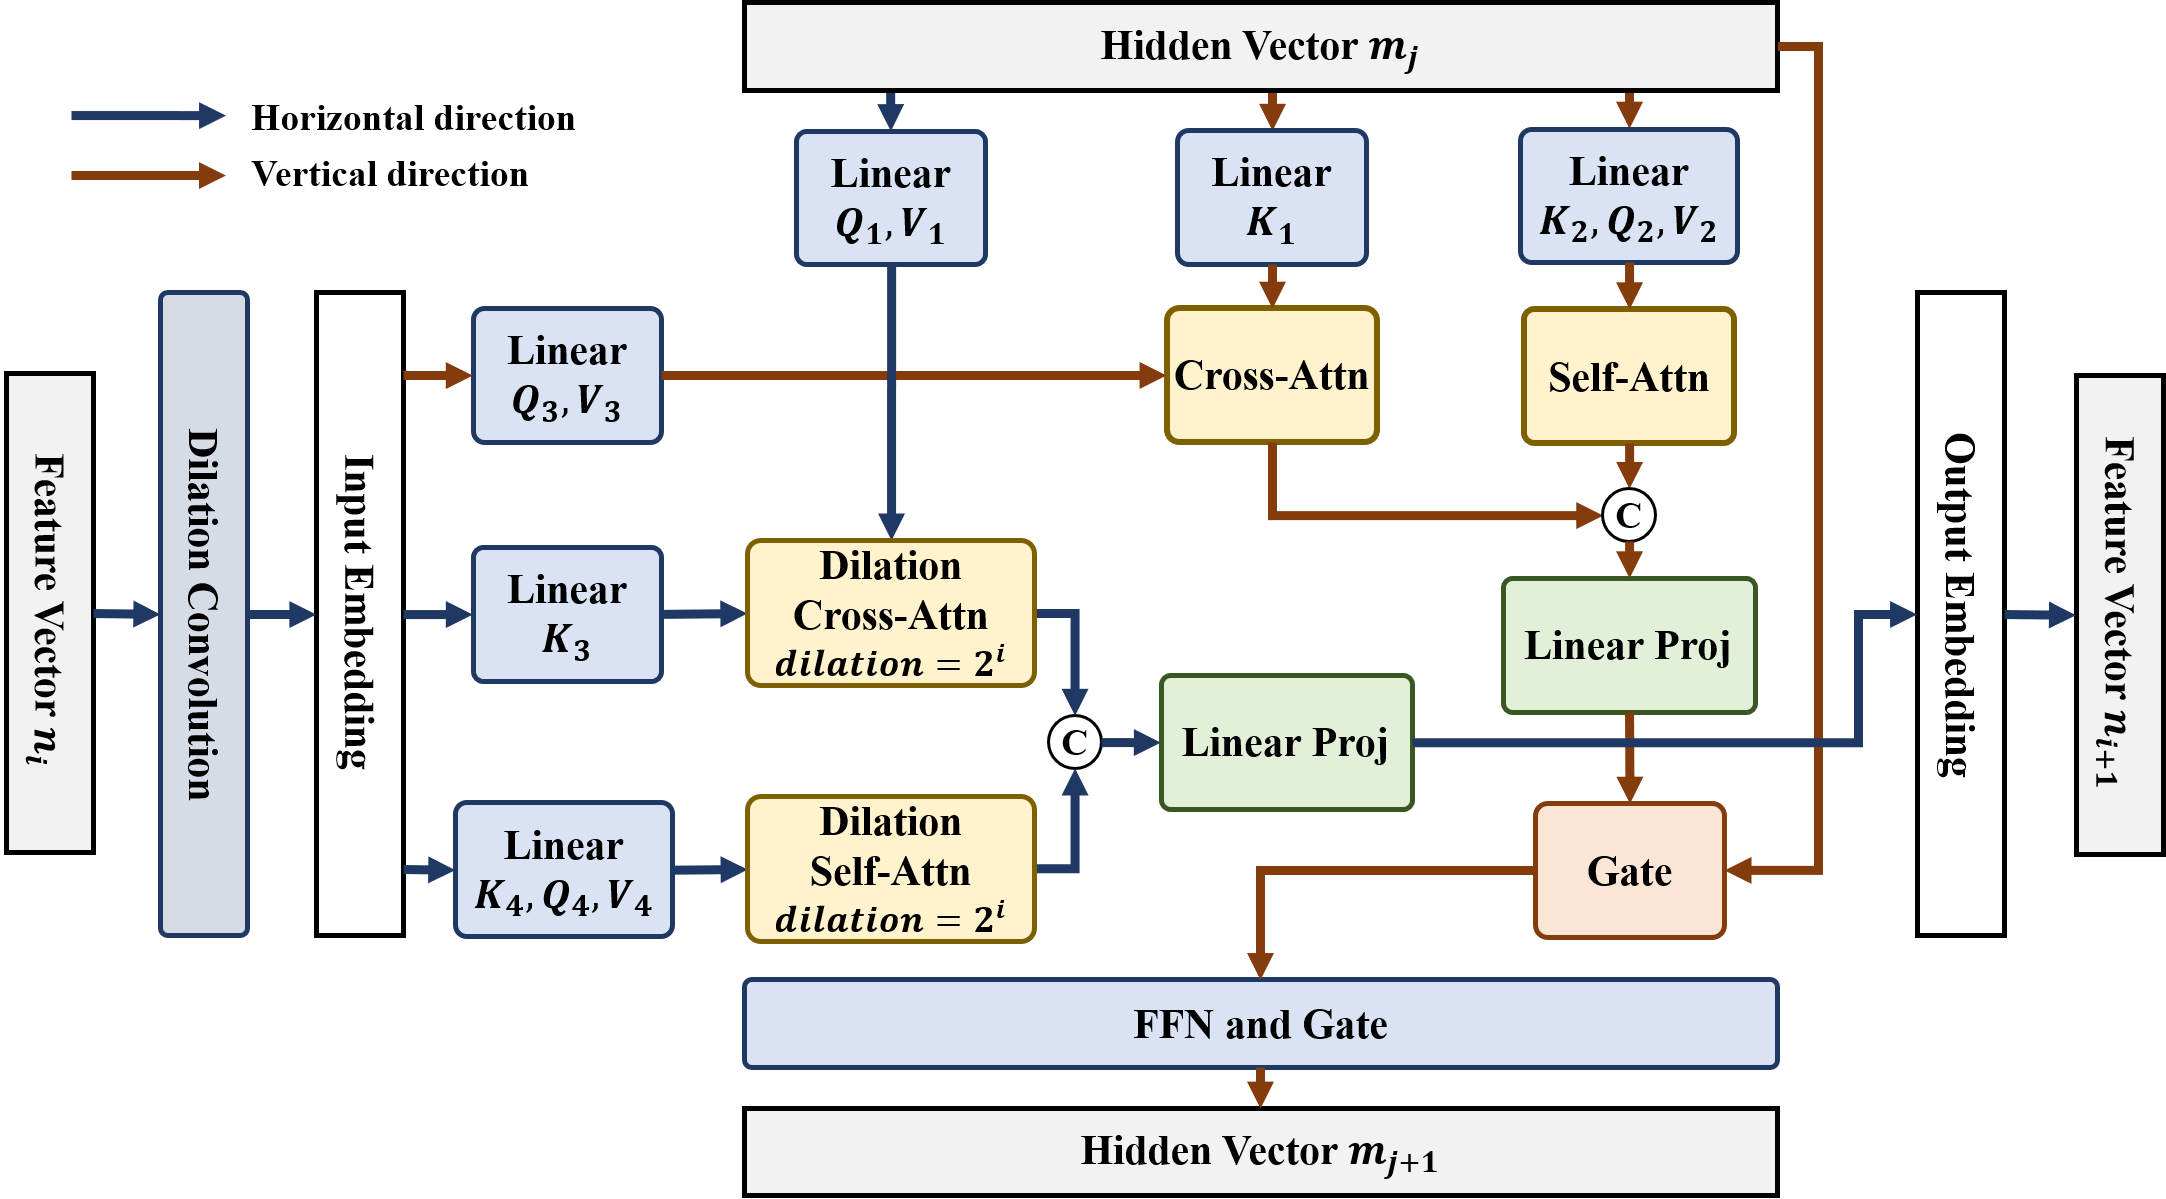 Hidden Vector m_j
Horizontal direction
Vertical direction
Linear
Q_1, V_1
Linear
K_1
Linear
K_2, Q_2, V_2
Linear
Q_3, V_3
Cross-Attn
Self-Attn
C
Feature Vector n_i
Dilation Convolution
Input Embedding
Linear
K_3
Dilation
Cross-Attn
dilation = 2^i
Linear Proj
C
Linear Proj
Linear
K_4, Q_4, V_4
Dilation
Self-Attn
dilation = 2^i
Gate
Output Embedding
Feature Vector n_{i+1}
FFN and Gate
Hidden Vector m_{j+1}